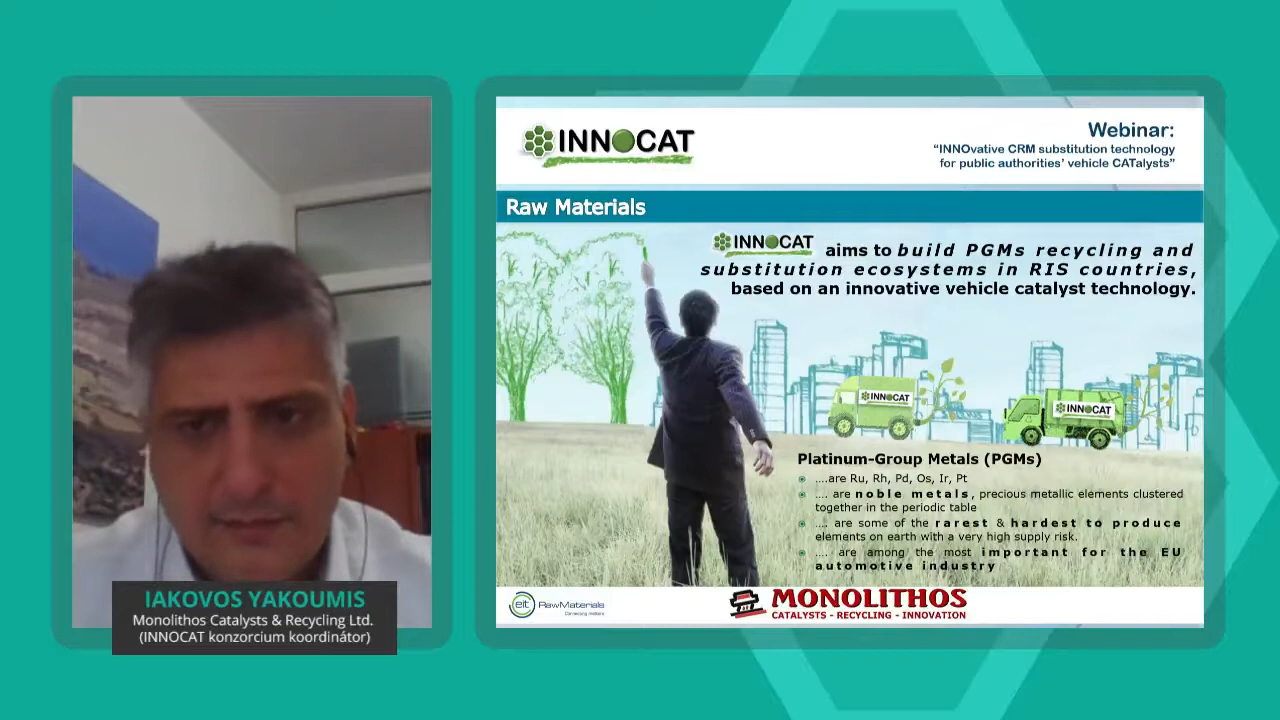 IAKOVOS YAKOUMIS
Monolithos Catalysts & Recycling Ltd.
(INNOCAT konzorcium koordinátor)
INNOCAT
Webinar:
“INNOvative CRM substitution technology
for public authorities’ vehicle CATalysts”
Raw Materials
INNOCAT aims to build PGMs recycling and
substitution ecosystems in RIS countries,
based on an innovative vehicle catalyst technology.
INNOCAT
INNOCAT
Platinum-Group Metals (PGMs)
....are Ru, Rh, Pd, Os, Ir, Pt
.... are noble metals, precious metallic elements clustered
together in the periodic table
.... are some of the rarest & hardest to produce
elements on earth with a very high supply risk.
.... are among the most important for the EU
automotive industry
eit RawMaterials
Connecting matters
MONOLITHOS
CATALYSTS - RECYCLING - INNOVATION